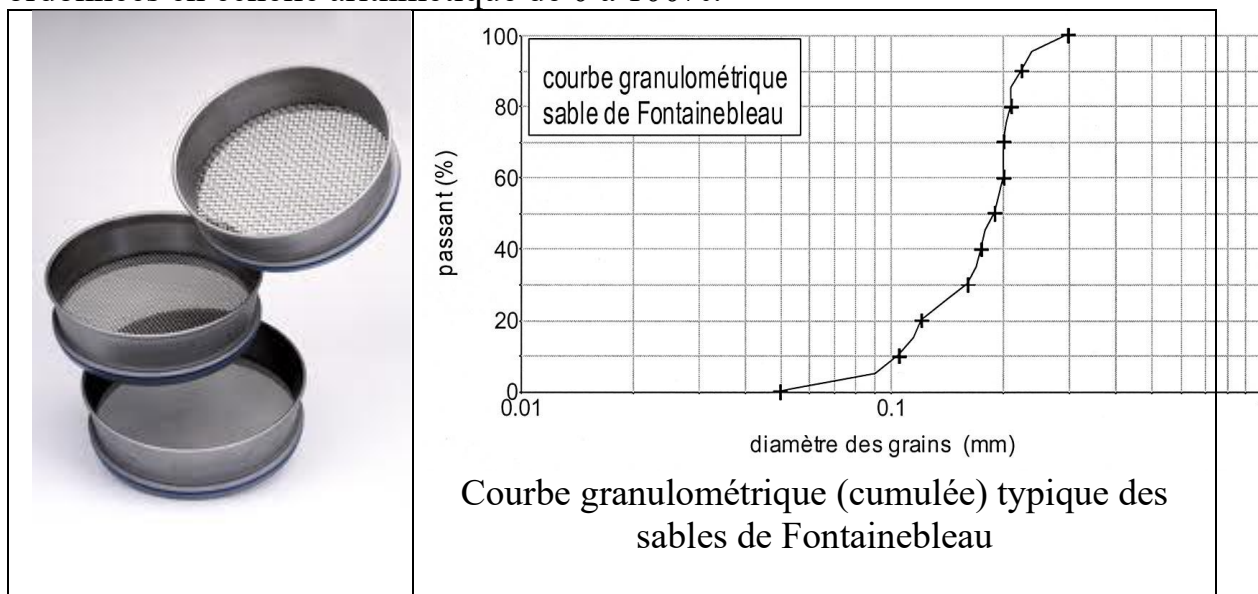 courbe granulométrique
sable de Fontainebleau
passant (%)
100
80
60
40
20
0
0.01
0.1
diamètre des grains (mm)
Courbe granulométrique (cumulée) typique des
sables de Fontainebleau